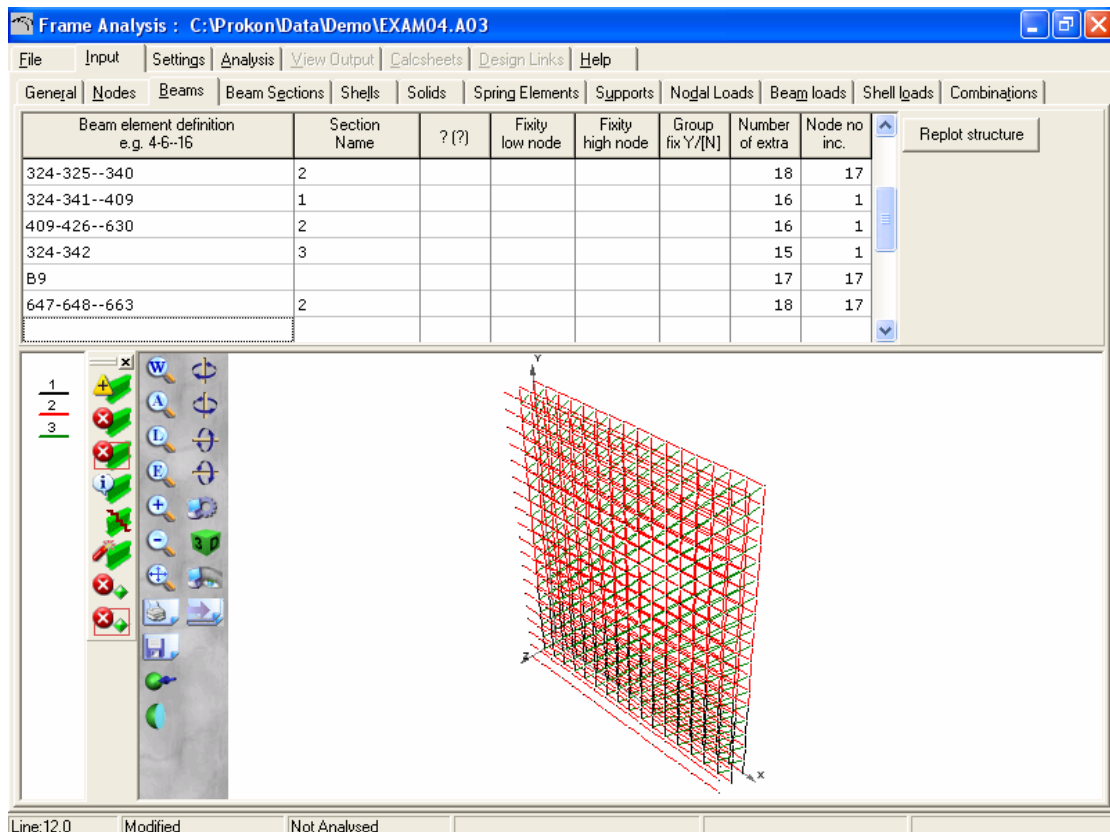 Frame Analysis : C:\Prokon\Data\Demo\EXAM04.A03
File Input Settings Analysis View Output Calcsheets Design Links Help
General Nodes Beams Beam Sections Shells Solids Spring Elements Supports Nodal Loads Beam loads Shell loads Combinations
Beam element definition e.g. 4-6--16 Section Name ? (?) Fixity low node Fixity high node Group fix Y/[N] Number of extra Node no inc. Replot structure
324-325--340 2 18 17
324-341--409 1 16 1
409-426--630 2 16 1
324-342 3 15 1
B9 17 17
647-648--663 2 18 17
1
2
3
W
A
L
E
3 D
Y
Z
X
Line:12.0 Modified Not Analysed